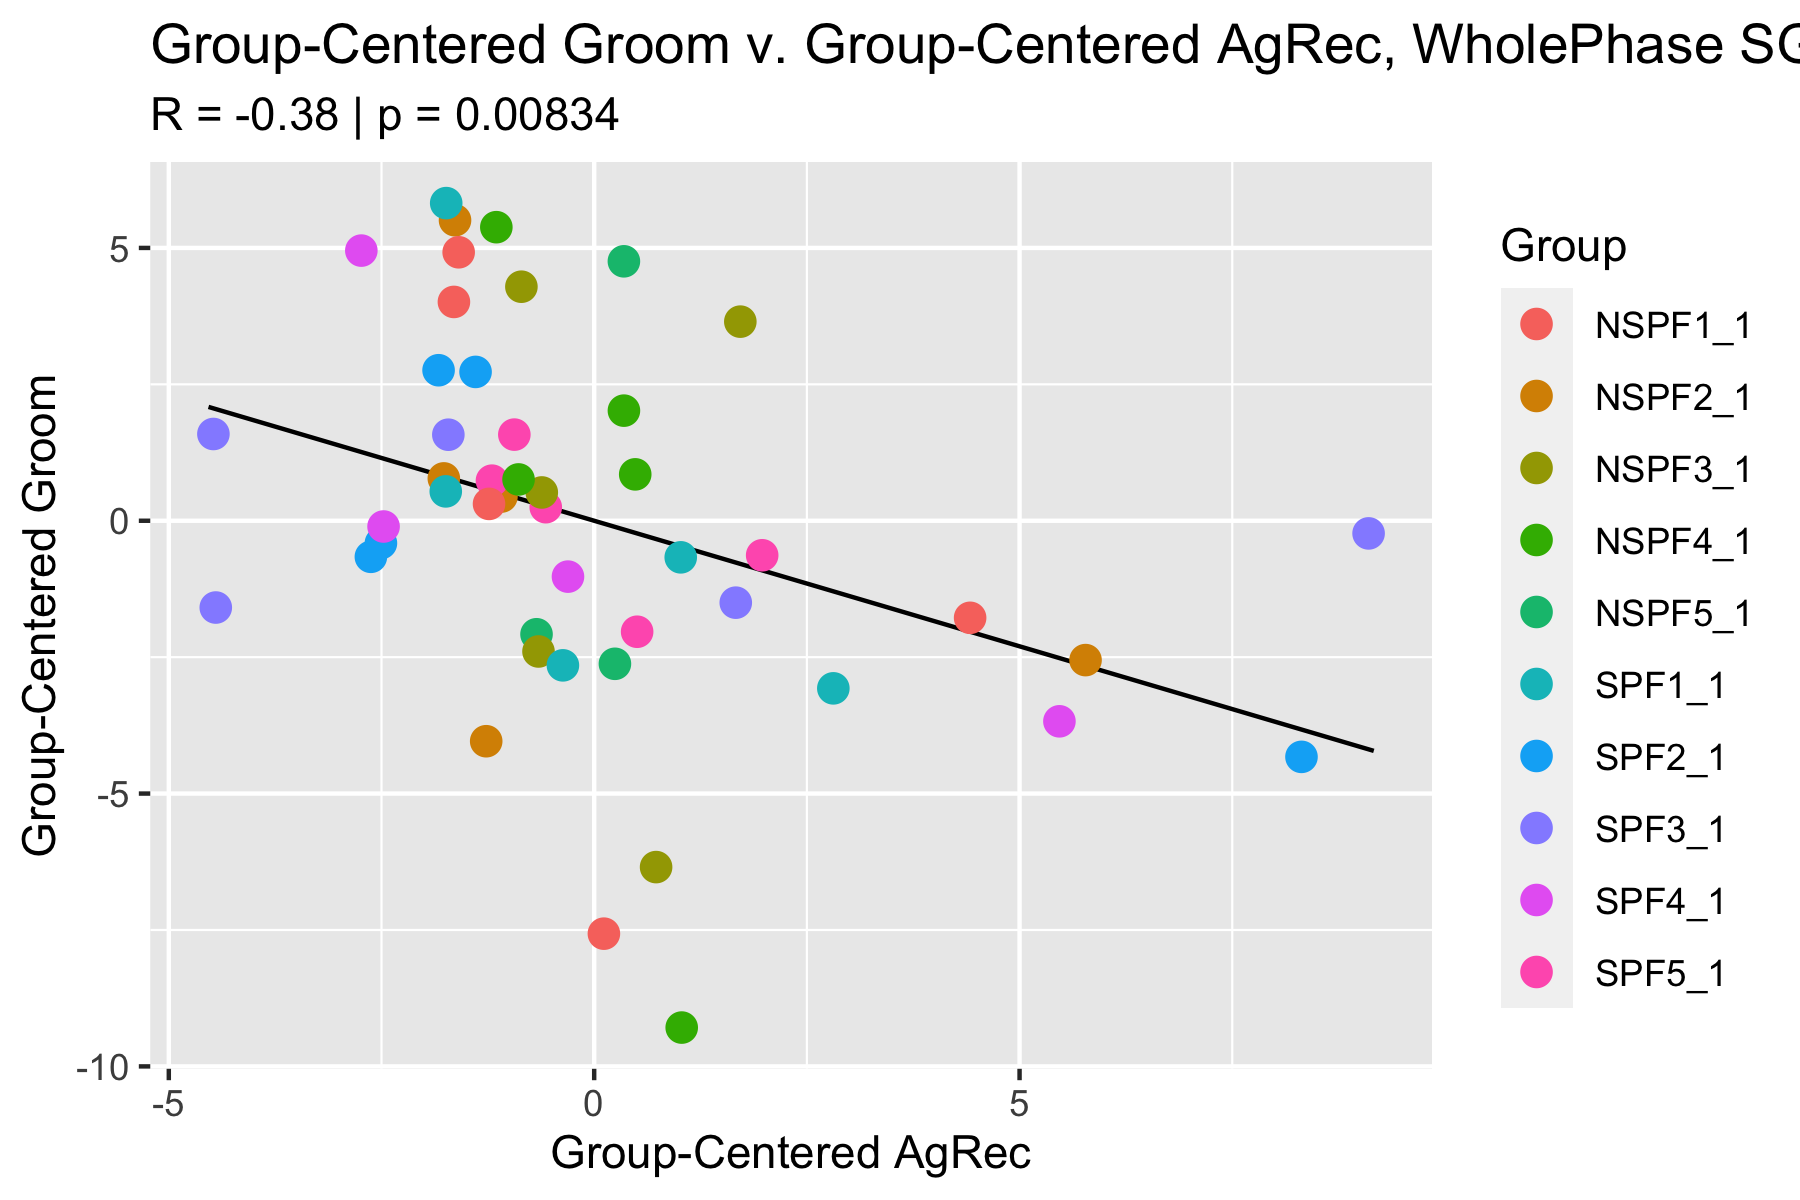 Group-Centered Groom v. Group-Centered AgRec, WholePhase
R = -0.38 | p = 0.00834
Group-Centered Groom
5
0
-5
-10
-5
0
5
Group-Centered AgRec
Group
NSPF1_1
NSPF2_1
NSPF3_1
NSPF4_1
NSPF5_1
SPF1_1
SPF2_1
SPF3_1
SPF4_1
SPF5_1